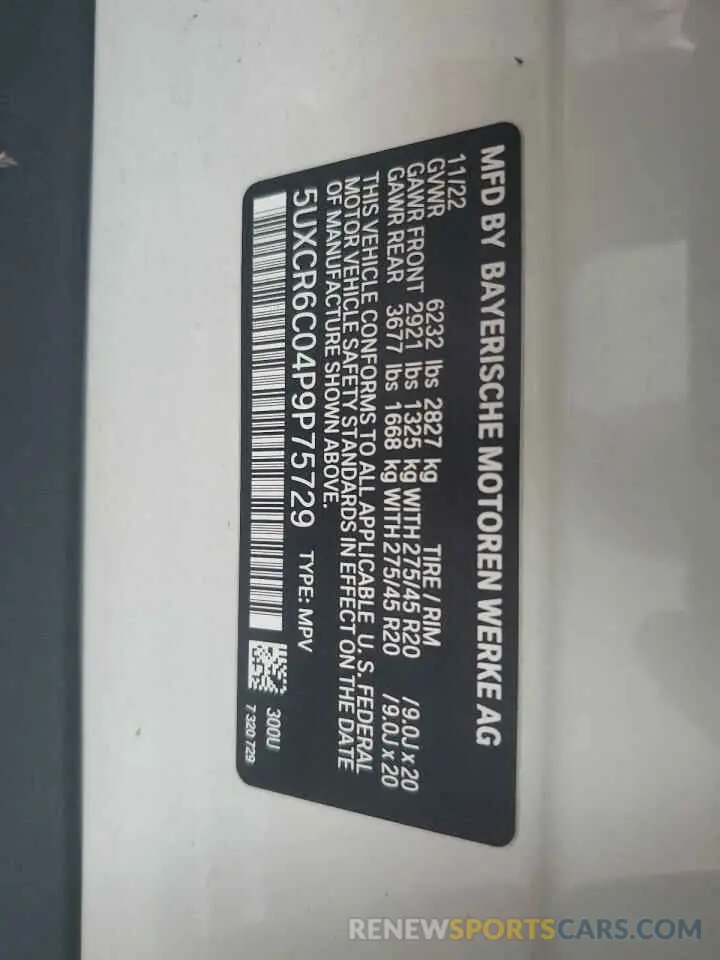 MFD BY BAYERISCHE MOTOREN WERKE AG
11/22
GVWR 6232 lbs 2827 kg TIRE / RIM
GAWR FRONT 2921 lbs 1325 kg WITH 275/45 R20 /9.0J x 20
GAWR REAR 3677 lbs 1668 kg WITH 275/45 R20 /9.0J x 20
THIS VEHICLE CONFORMS TO ALL APPLICABLE U. S. FEDERAL
MOTOR VEHICLE SAFETY STANDARDS IN EFFECT ON THE DATE
OF MANUFACTURE SHOWN ABOVE.
5UXCR6C04P9P75729 TYPE: MPV
300U
7 320 729
RENEWSPORTSCARS.COM